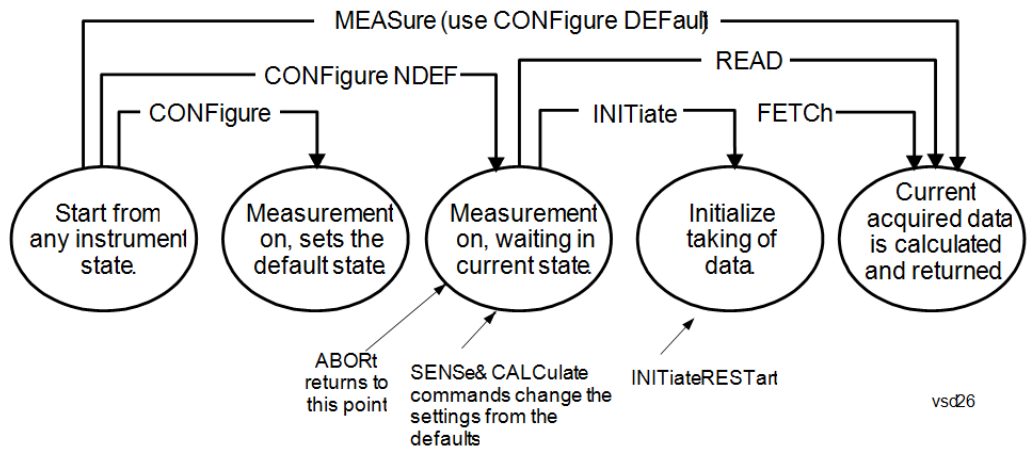 MEASure (use CONFigure DEFault)
READ
CONFigure NDEF
CONFigure
INITiate
FETCh
Start from
any instrument
state.
Measurement
on, sets the
default state.
Measurement
on, waiting in
current state.
Initialize
taking of
data.
Current
acquired data
is calculated
and returned
ABORt
returns to
this point
SENSe& CALCulate
commands change the
settings from the
defaults
INITiateRESTart
vsd26